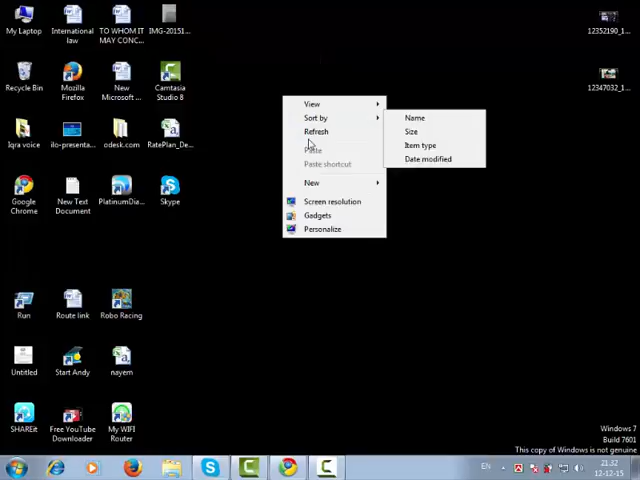 My Laptop
International
law
TO WHOM IT
MAY CONC...
IMG-20151...
12352190_1...
Recycle Bin
Mozilla
Firefox
New
Microsoft ...
Camtasia
Studio 8
12347032_1...
Iqra voice
ilo-presenta...
odesk.com
RatePlan_De...
Google
Chrome
New Text
Document
PlatinumDia...
Skype
View
Sort by
Refresh
Paste
Paste shortcut
New
Screen resolution
Gadgets
Personalize
Name
Size
Item type
Date modified
Run
Route link
Robo Racing
Untitled
Start Andy
nayem
SHAREit
Free YouTube
Downloader
My WIFI
Router
Windows 7
Build 7601
This copy of Windows is not genuine
EN
21:32
12-12-15